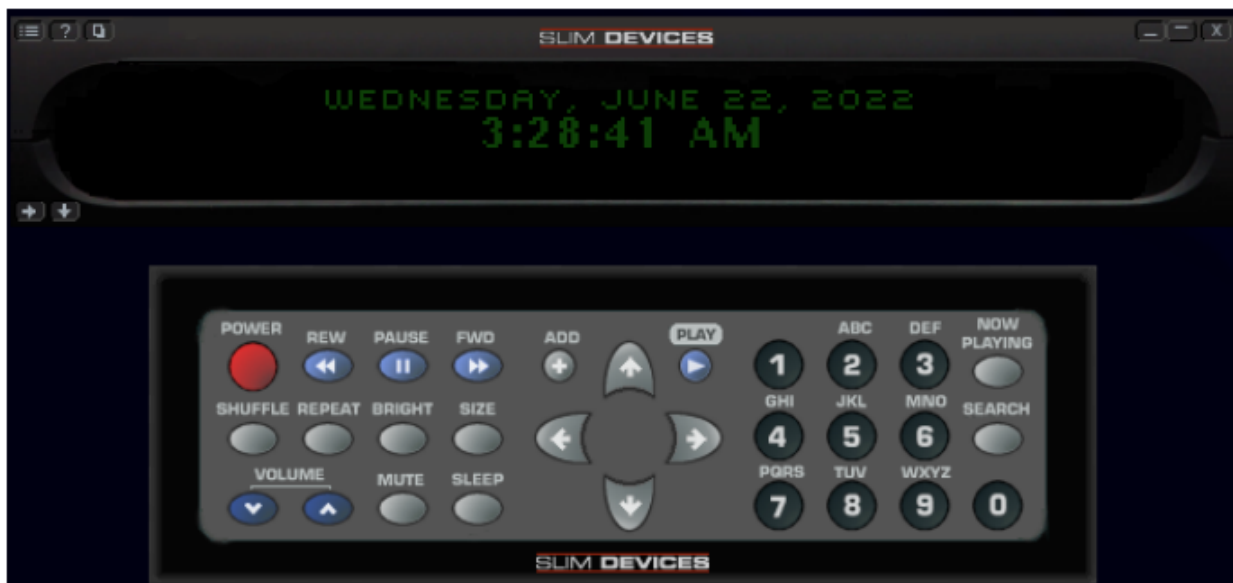 ?
X
SLIM DEVICES
WEDNESDAY, JUNE 22, 2022
3:28:41 AM
POWER
REW
PAUSE
FWD
ADD
PLAY
ABC
DEF
NOW
PLAYING
1
2
3
SHUFFLE
REPEAT
BRIGHT
SIZE
GHI
JKL
MNO
SEARCH
4
5
6
VOLUME
MUTE
SLEEP
PQRS
TUV
WXYZ
7
8
9
0
SLIM DEVICES